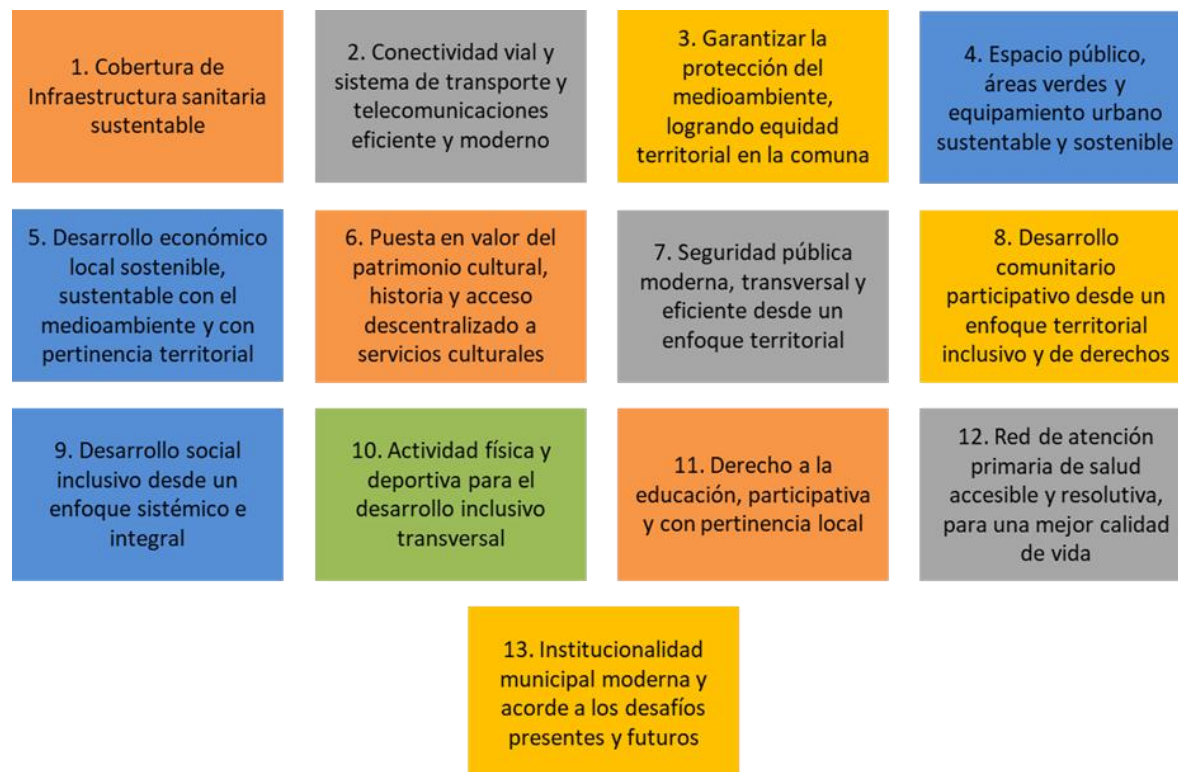 1. Cobertura de
Infraestructura sanitaria
sustentable
2. Conectividad vial y
sistema de transporte y
telecomunicaciones
eficiente y moderno
3. Garantizar la
protección del
medioambiente,
logrando equidad
territorial en la comuna
4. Espacio público,
áreas verdes y
equipamiento urbano
sustentable y sostenible
5. Desarrollo económico
local sostenible,
sustentable con el
medioambiente y con
pertinencia territorial
6. Puesta en valor del
patrimonio cultural,
historia y acceso
descentralizado a
servicios culturales
7. Seguridad pública
moderna, transversal y
eficiente desde un
enfoque territorial
8. Desarrollo
comunitario
participativo desde un
enfoque territorial
inclusivo y de derechos
9. Desarrollo social
inclusivo desde un
enfoque sistémico e
integral
10. Actividad física y
deportiva para el
desarrollo inclusivo
transversal
11. Derecho a la
educación, participativa
y con pertinencia local
12. Red de atención
primaria de salud
accesible y resolutiva,
para una mejor calidad
de vida
13. Institucionalidad
municipal moderna y
acorde a los desafíos
presentes y futuros